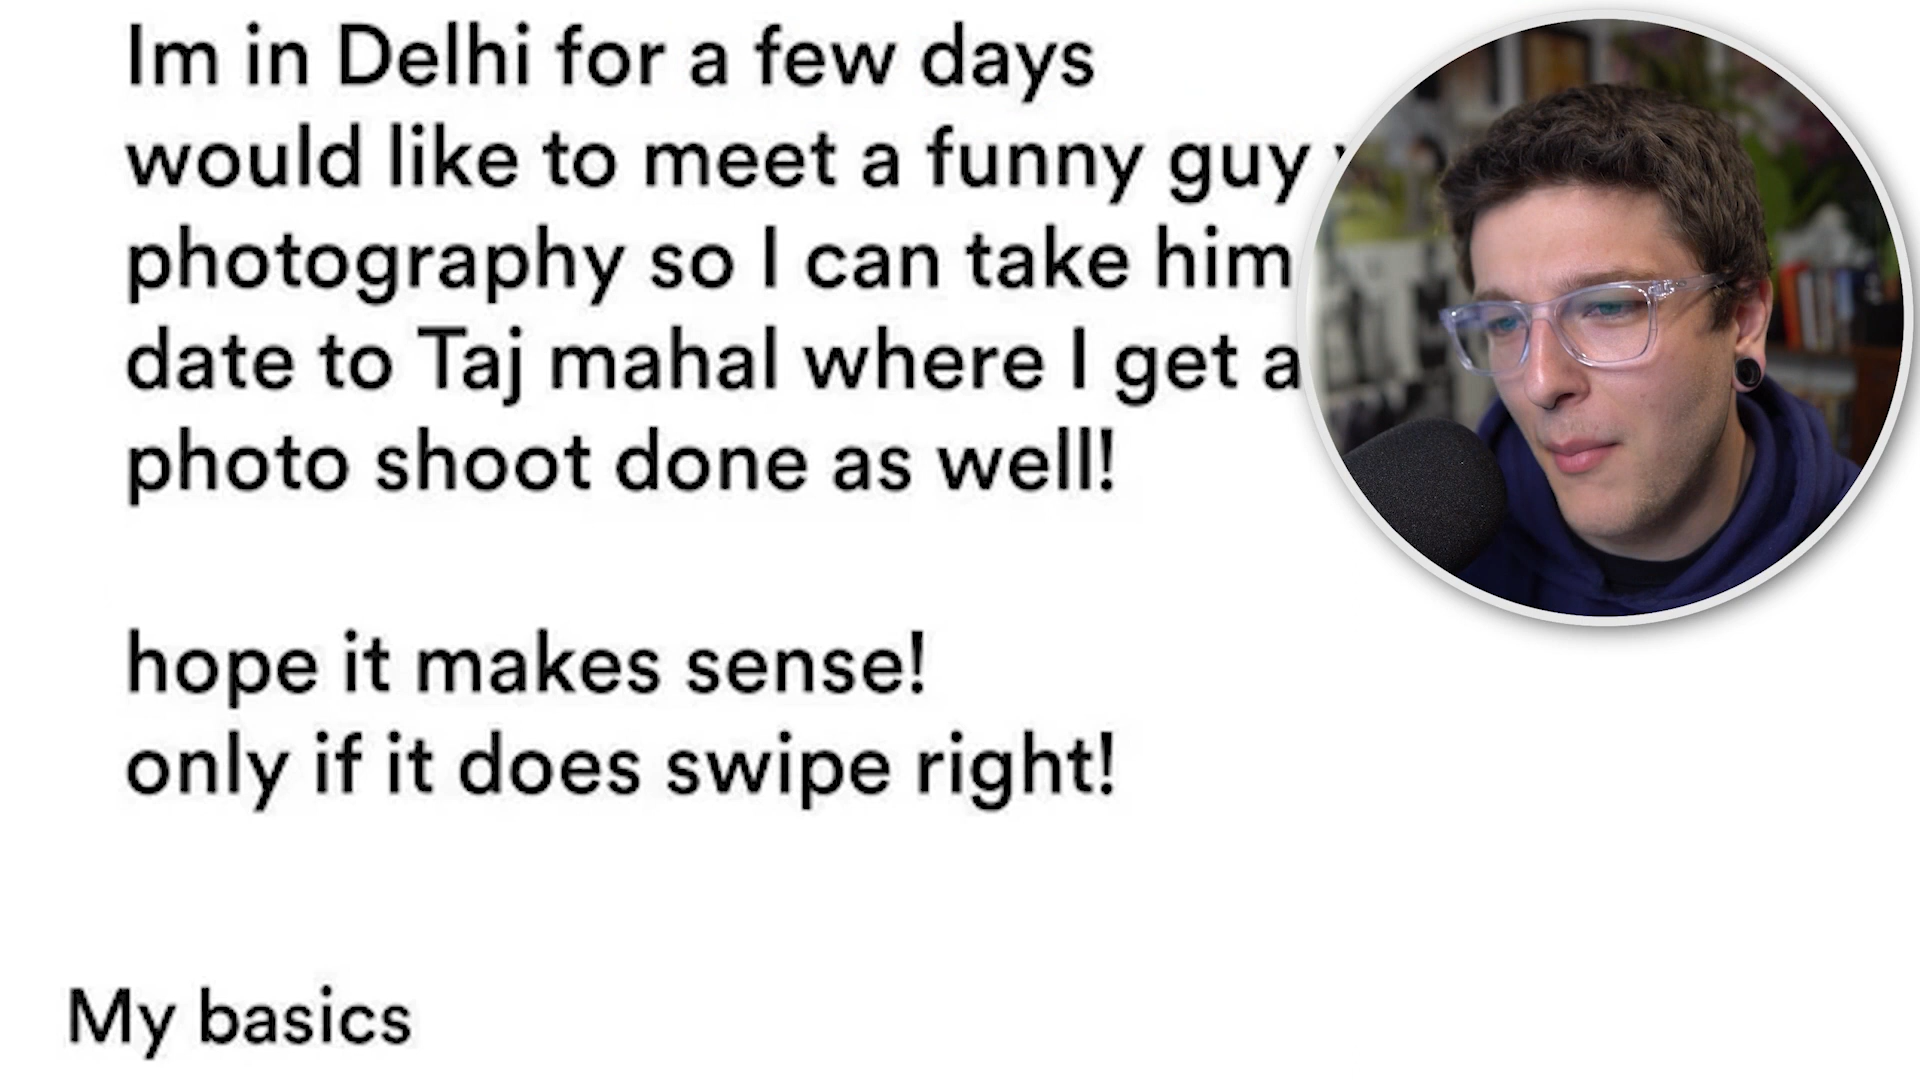 Im in Delhi for a few days
would like to meet a funny guy
photography so I can take him
date to Taj mahal where I get a
photo shoot done as well!
hope it makes sense!
only if it does swipe right!
My basics